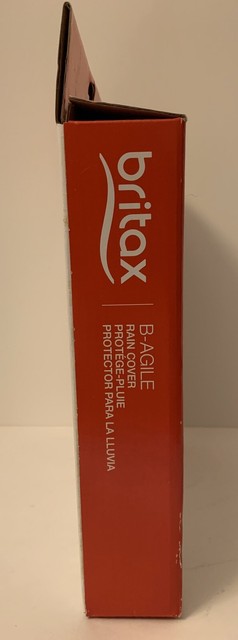 britax
B-AGILE
RAIN COVER
PROTÈGE-PLUIE
PROTECTOR PARA LA LLUVIA